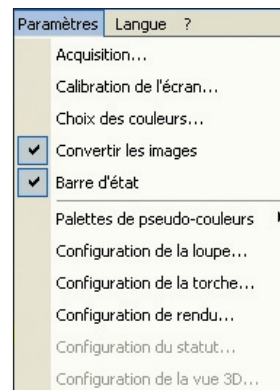 Paramètres Langue ?
Acquisition...
Calibration de l'écran...
Choix des couleurs...
Convertir les images
Barre d'état
Palettes de pseudo-couleurs
Configuration de la loupe...
Configuration de la torche...
Configuration de rendu...
Configuration du statut...
Configuration de la vue 3D...